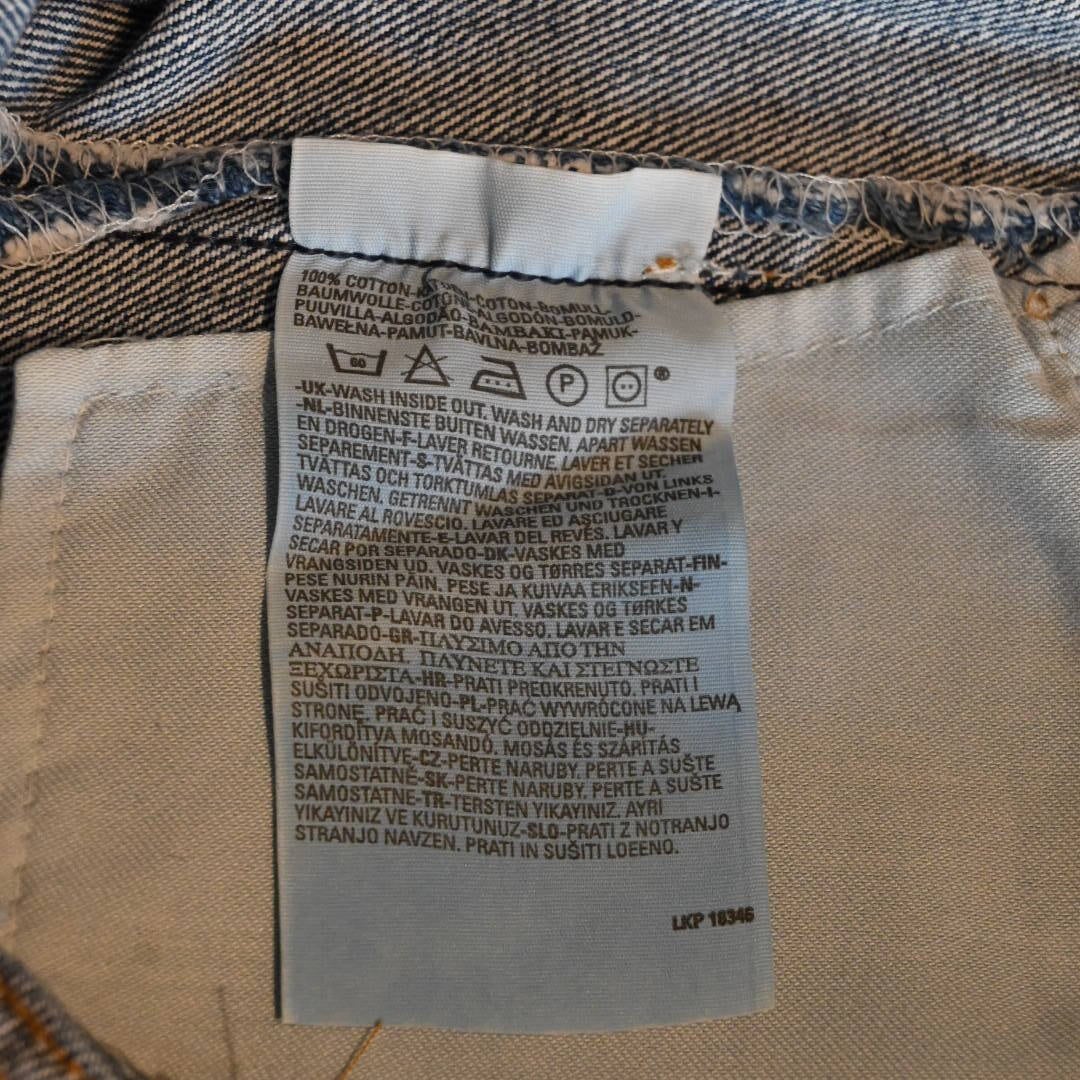 100% COTTON-KATOEN-COTON-BOMULL
BAUMWOLLE-COTONE-ALGODÓN-BOMULD-
PUUVILLA-ALGODÃO-BAMBAKI-PAMUK-
BAWEŁNA-PAMUT-BAVLNA-BOMBAŽ
60 P ®
-UK-WASH INSIDE OUT. WASH AND DRY SEPARATELY
-NL-BINNENSTE BUITEN WASSEN. APART WASSEN
EN DROGEN-F-LAVER RETOURNE. LAVER ET SECHER
SEPAREMENT-S-TVÄTTAS MED AVIGSIDAN UT.
TVÄTTAS OCH TORKTUMLAS SEPARAT-D-VON LINKS
WASCHEN. GETRENNT WASCHEN UND TROCKNEN-I-
LAVARE AL ROVESCIO. LAVARE ED ASCIUGARE
SEPARATAMENTE-E-LAVAR DEL REVÉS. LAVAR Y
SECAR POR SEPARADO-DK-VASKES MED
VRANGSIDEN UD. VASKES OG TØRRES SEPARAT-FIN-
PESE NURIN PÄIN. PESE JA KUIVAA ERIKSEEN-N-
VASKES MED VRANGEN UT. VASKES OG TØRKES
SEPARAT-P-LAVAR DO AVESSO. LAVAR E SECAR EM
SEPARADO-GR-ΠΛΥΣΙΜΟ ΑΠΟ ΤΗΝ
ΑΝΑΠΟΔΗ. ΠΛΥΝΕΤΕ ΚΑΙ ΣΤΕΓΝΩΣΤΕ
ΞΕΧΩΡΙΣΤΑ-HR-PRATI PREOKRENUTO. PRATI I
SUŠITI ODVOJENO-PL-PRAĆ WYWRÓCONE NA LEWĄ
STRONĘ. PRAĆ I SUSZYĆ ODDZIELNIE-HU-
KIFORDÍTVA MOSANDÓ. MOSÁS ÉS SZÁRÍTÁS
ELKÜLÖNÍTVE-CZ-PERTE NARUBY. PERTE A SUŠTE
SAMOSTATNĚ-SK-PERTE NARUBY. PERTE A SUŠTE
SAMOSTATNE-TR-TERSTEN YIKAYINIZ. AYRI
YIKAYINIZ VE KURUTUNUZ-SLO-PRATI Z NOTRANJO
STRANJO NAVZEN. PRATI IN SUŠITI LOEENO.
LKP 18346